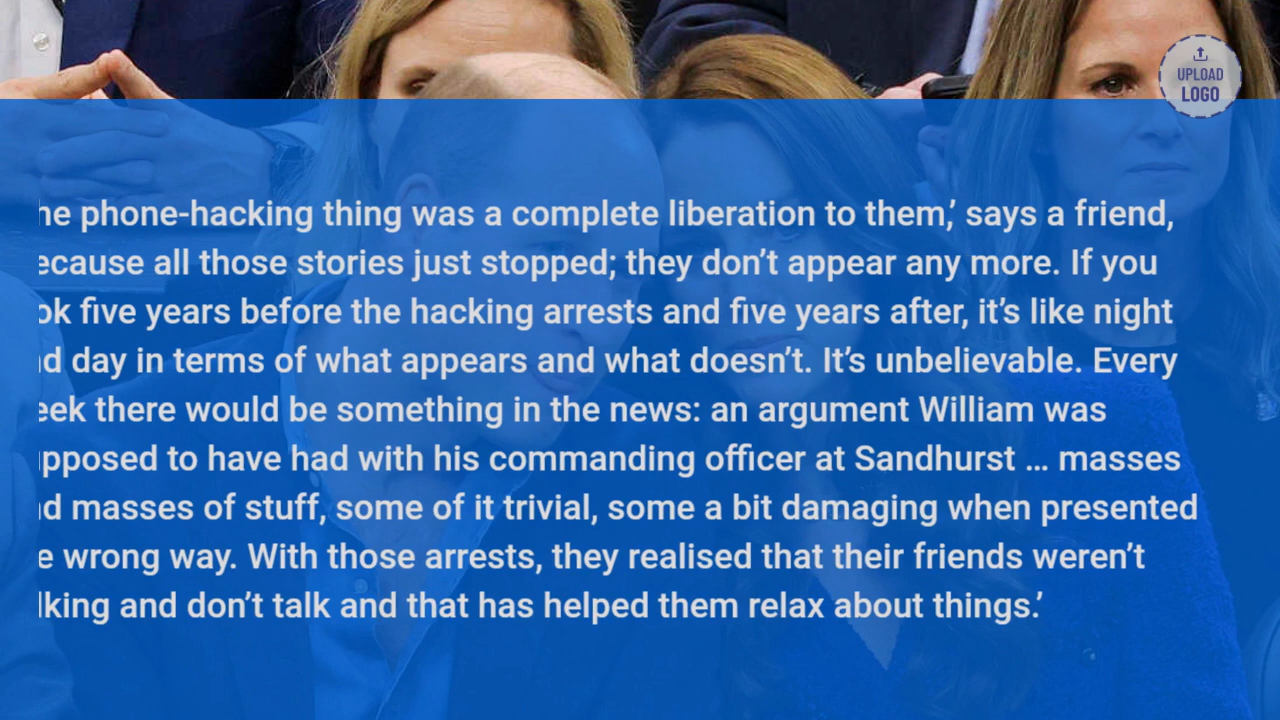 he phone-hacking thing was a complete liberation to them,’ says a friend,
ecause all those stories just stopped; they don’t appear any more. If you
ok five years before the hacking arrests and five years after, it’s like night
d day in terms of what appears and what doesn’t. It’s unbelievable. Every
eek there would be something in the news: an argument William was
pposed to have had with his commanding officer at Sandhurst ... masses
d masses of stuff, some of it trivial, some a bit damaging when presented
e wrong way. With those arrests, they realised that their friends weren’t
lking and don’t talk and that has helped them relax about things.’
UPLOAD
LOGO